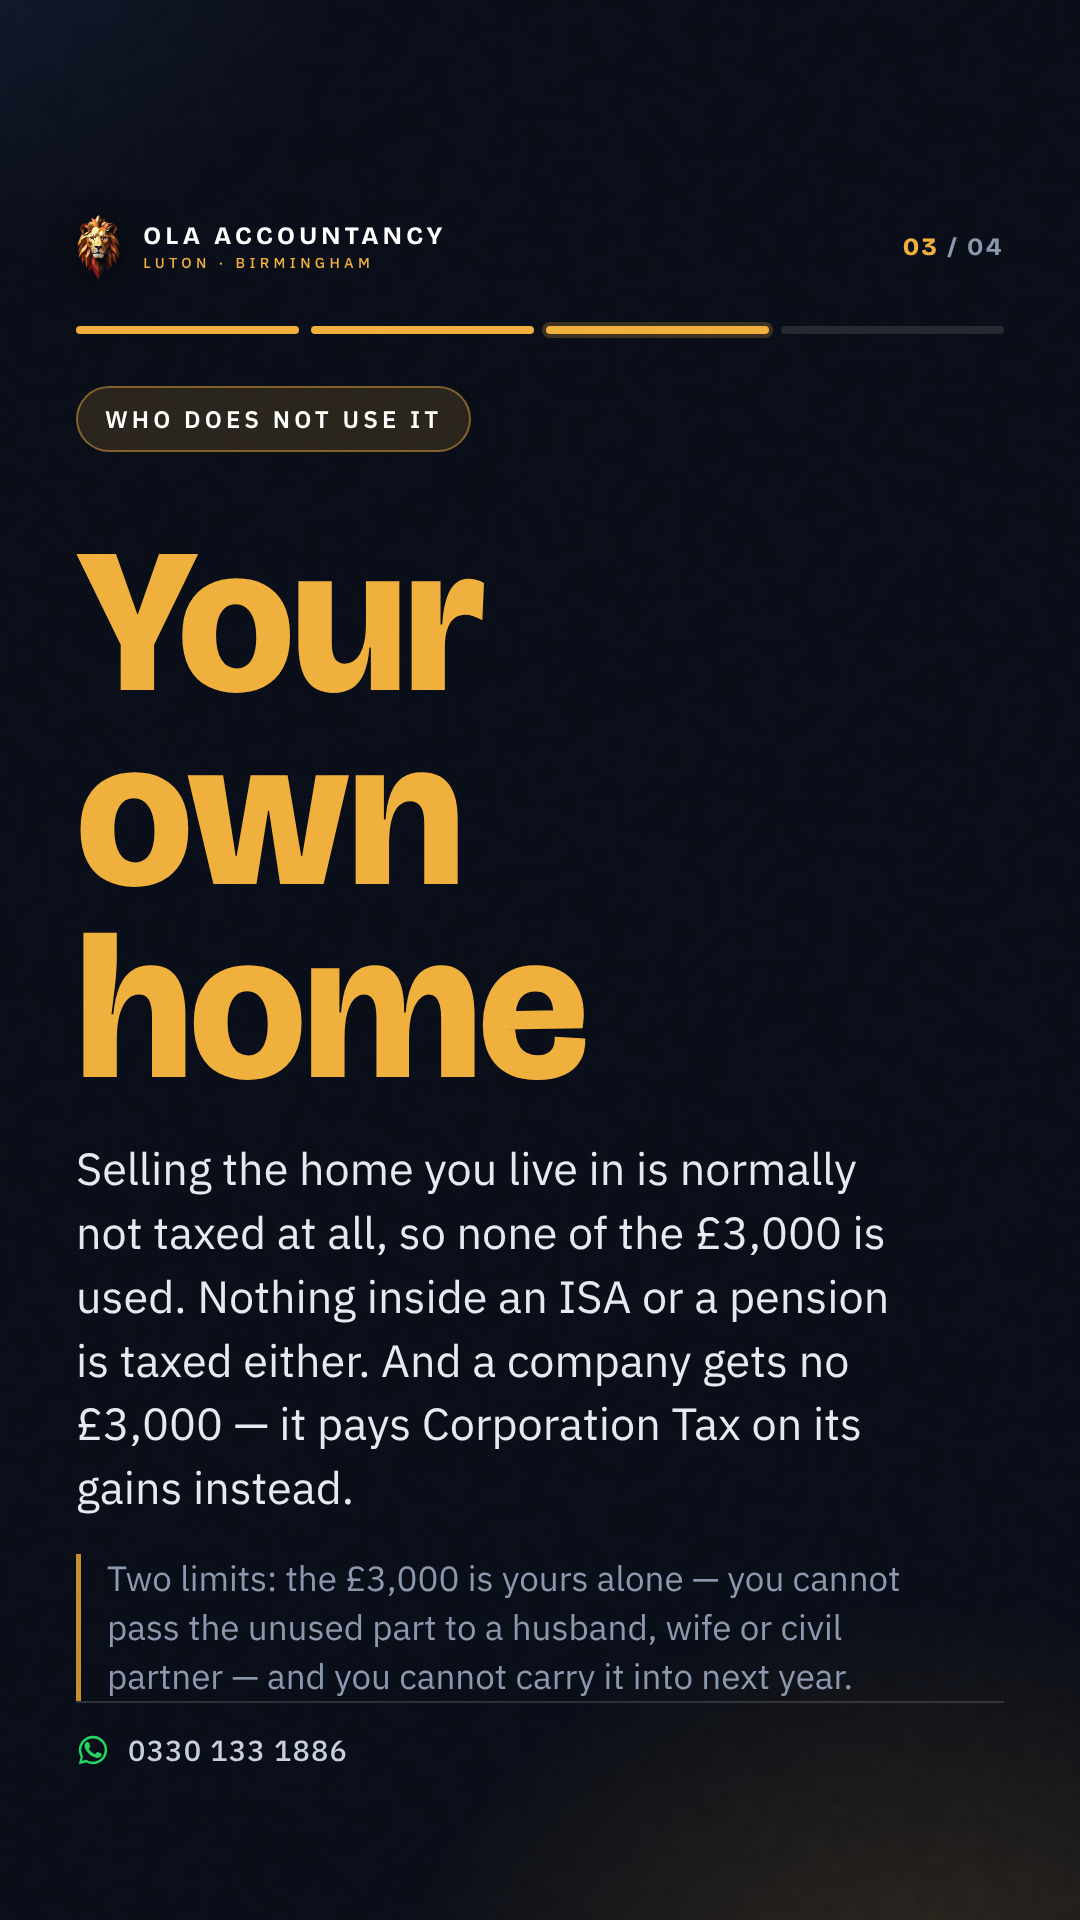 OLA ACCOUNTANCY
LUTON · BIRMINGHAM
03 / 04
WHO DOES NOT USE IT
Your
own
home
Selling the home you live in is normally
not taxed at all, so none of the £3,000 is
used. Nothing inside an ISA or a pension
is taxed either. And a company gets no
£3,000 — it pays Corporation Tax on its
gains instead.
Two limits: the £3,000 is yours alone — you cannot
pass the unused part to a husband, wife or civil
partner — and you cannot carry it into next year.
0330 133 1886